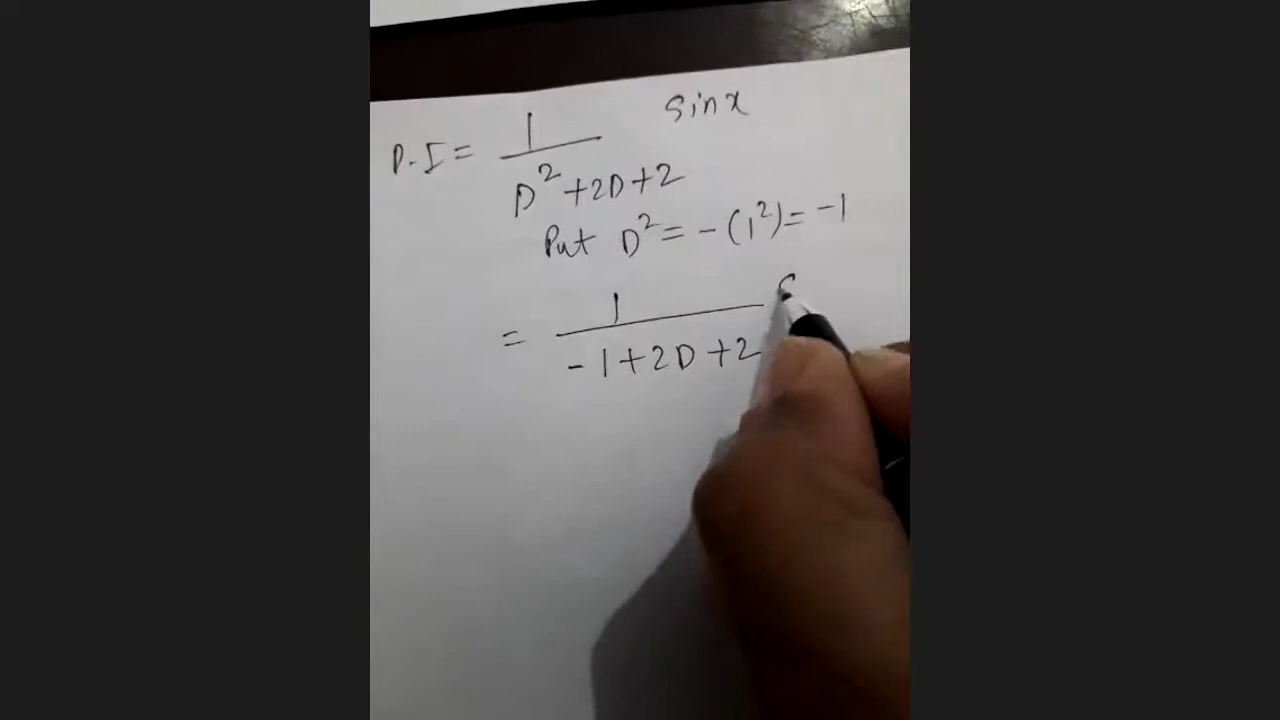 P.I = 1 / D² + 2D + 2 sin x
Put D² = - (1²) = -1
= 1 / -1 + 2D + 2 S